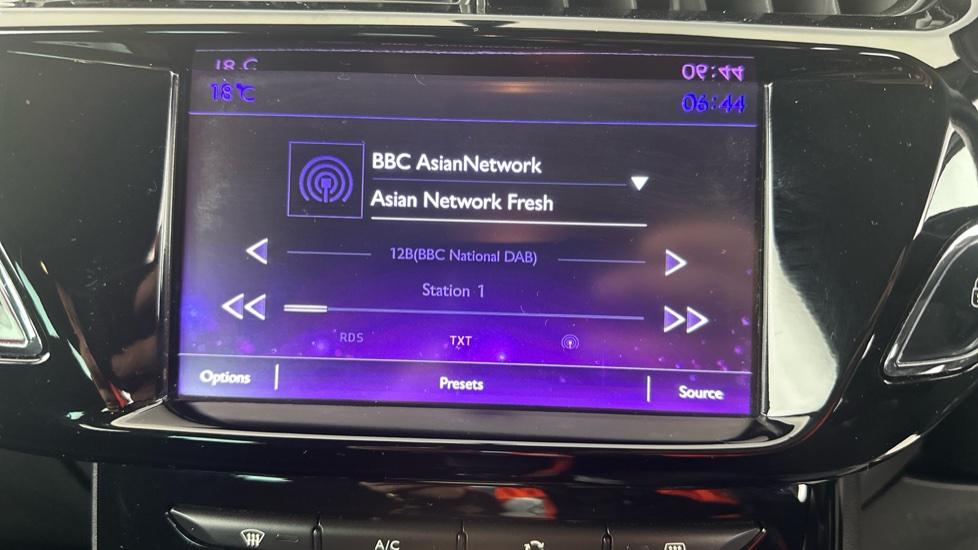 18°C 06:44
BBC AsianNetwork
Asian Network Fresh
12B(BBC National DAB)
Station 1
RDS TXT
Options Presets Source
A/C